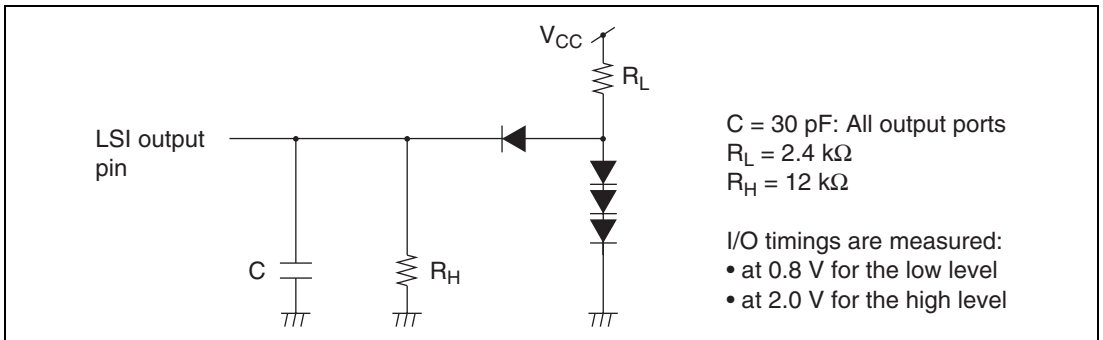 VCC
RL
LSI output
pin
C
RH
C = 30 pF: All output ports
RL = 2.4 kΩ
RH = 12 kΩ
I/O timings are measured:
• at 0.8 V for the low level
• at 2.0 V for the high level